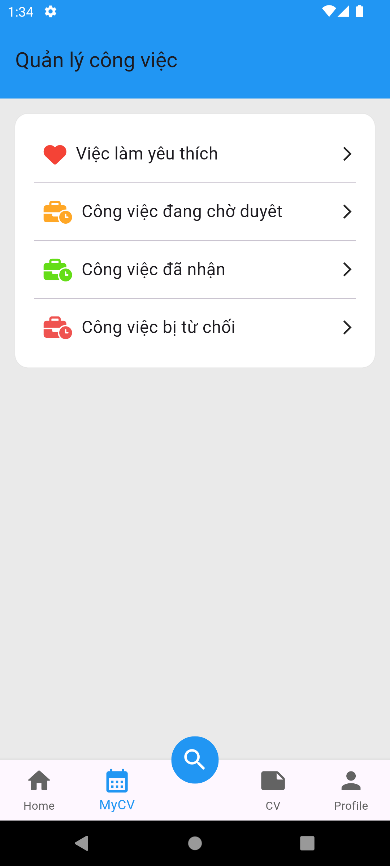 1:34
Quản lý công việc
Việc làm yêu thích
Công việc đang chờ duyêt
Công việc đã nhận
Công việc bị từ chối
Home
MyCV
CV
Profile